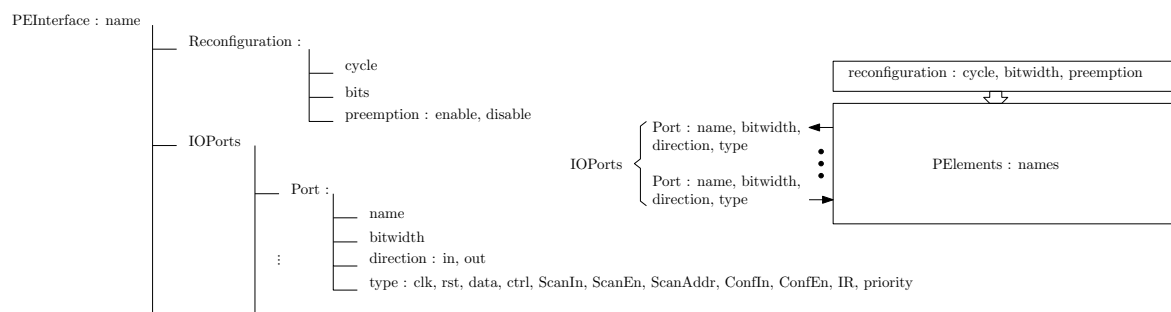 PEInterface : name
Reconfiguration :
cycle
bits
preemption : enable, disable
IOPorts
Port :
name
bitwidth
direction : in, out
type : clk, rst, data, ctrl, ScanIn, ScanEn, ScanAddr, ConfIn, ConfEn, IR, priority
reconfiguration : cycle, bitwidth, preemption
IOPorts
Port : name, bitwidth,
direction, type
Port : name, bitwidth,
direction, type
PElements : names